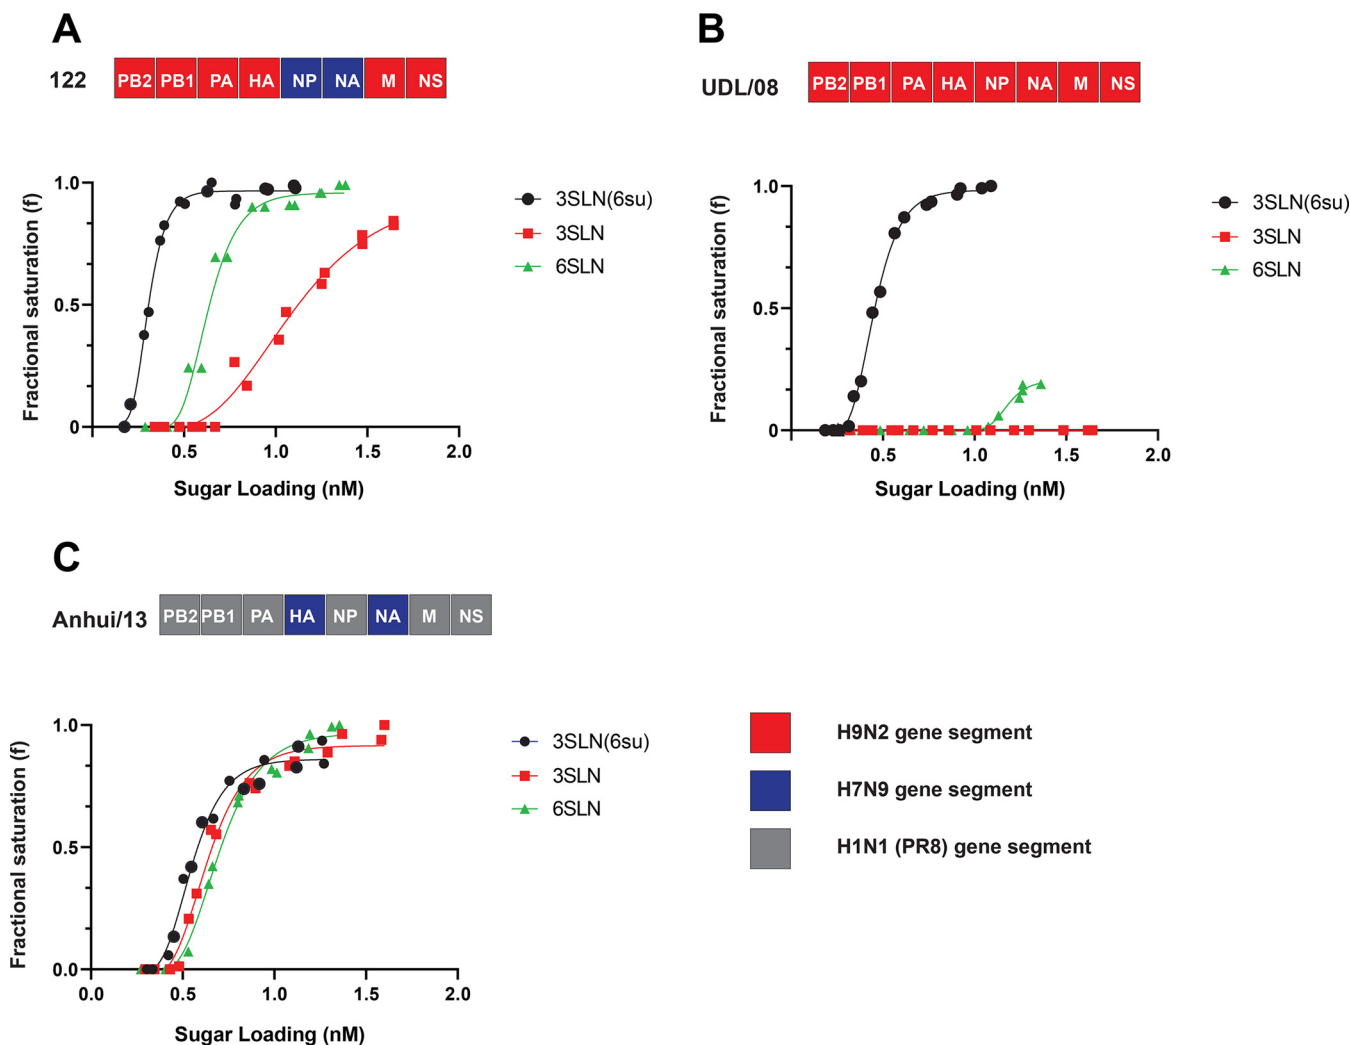 A
122
PB2 PB1 PA HA NP NA M NS
Fractional saturation (f)
1.0
0.5
0
0.5 1.0 1.5 2.0
Sugar Loading (nM)
3SLN(6su)
3SLN
6SLN
B
UDL/08
PB2 PB1 PA HA NP NA M NS
Fractional saturation (f)
1.0
0.5
0
0.5 1.0 1.5 2.0
Sugar Loading (nM)
3SLN(6su)
3SLN
6SLN
C
Anhui/13
PB2 PB1 PA HA NP NA M NS
Fractional saturation (f)
1.0
0.5
0.0
0.0 0.5 1.0 1.5 2.0
Sugar Loading (nM)
3SLN(6su)
3SLN
6SLN
H9N2 gene segment
H7N9 gene segment
H1N1 (PR8) gene segment